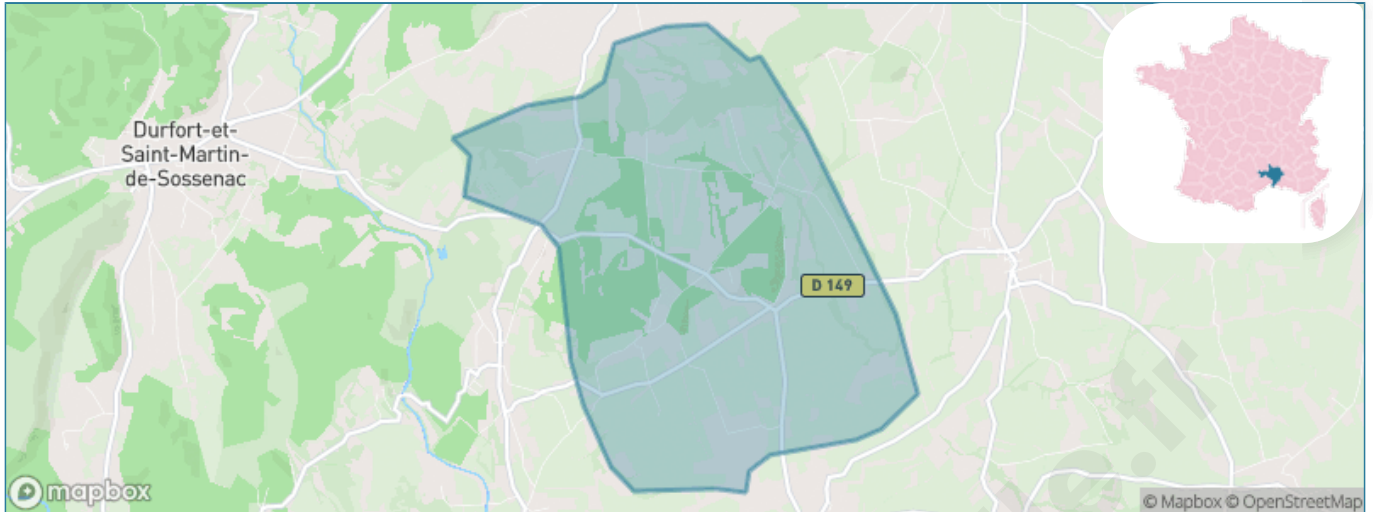 Durfort-et-
Saint-Martin-
de-Sossenac
D 149
mapbox
© Mapbox © OpenStreetMap